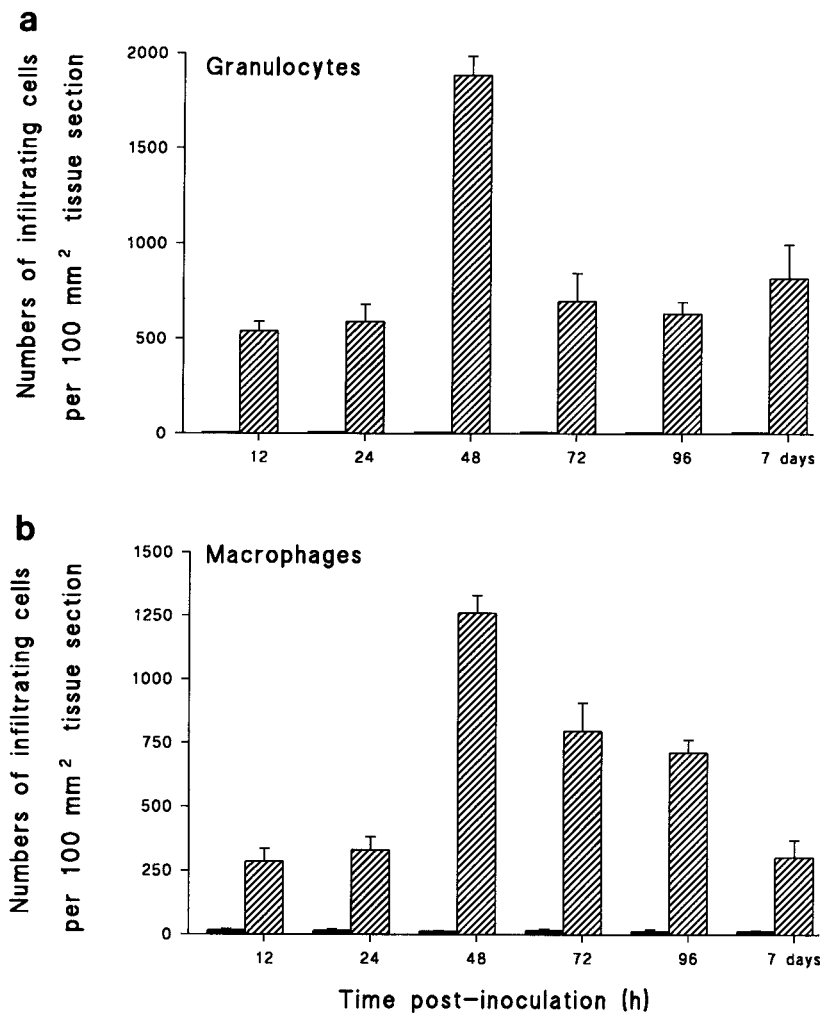 a
Granulocytes
Numbers of infiltrating cells
per 100 mm² tissue section
2000
1500
1000
500
0
12 24 48 72 96 7 days
b
Macrophages
Numbers of infiltrating cells
per 100 mm² tissue section
1500
1250
1000
750
500
250
0
12 24 48 72 96 7 days
Time post-inoculation (h)